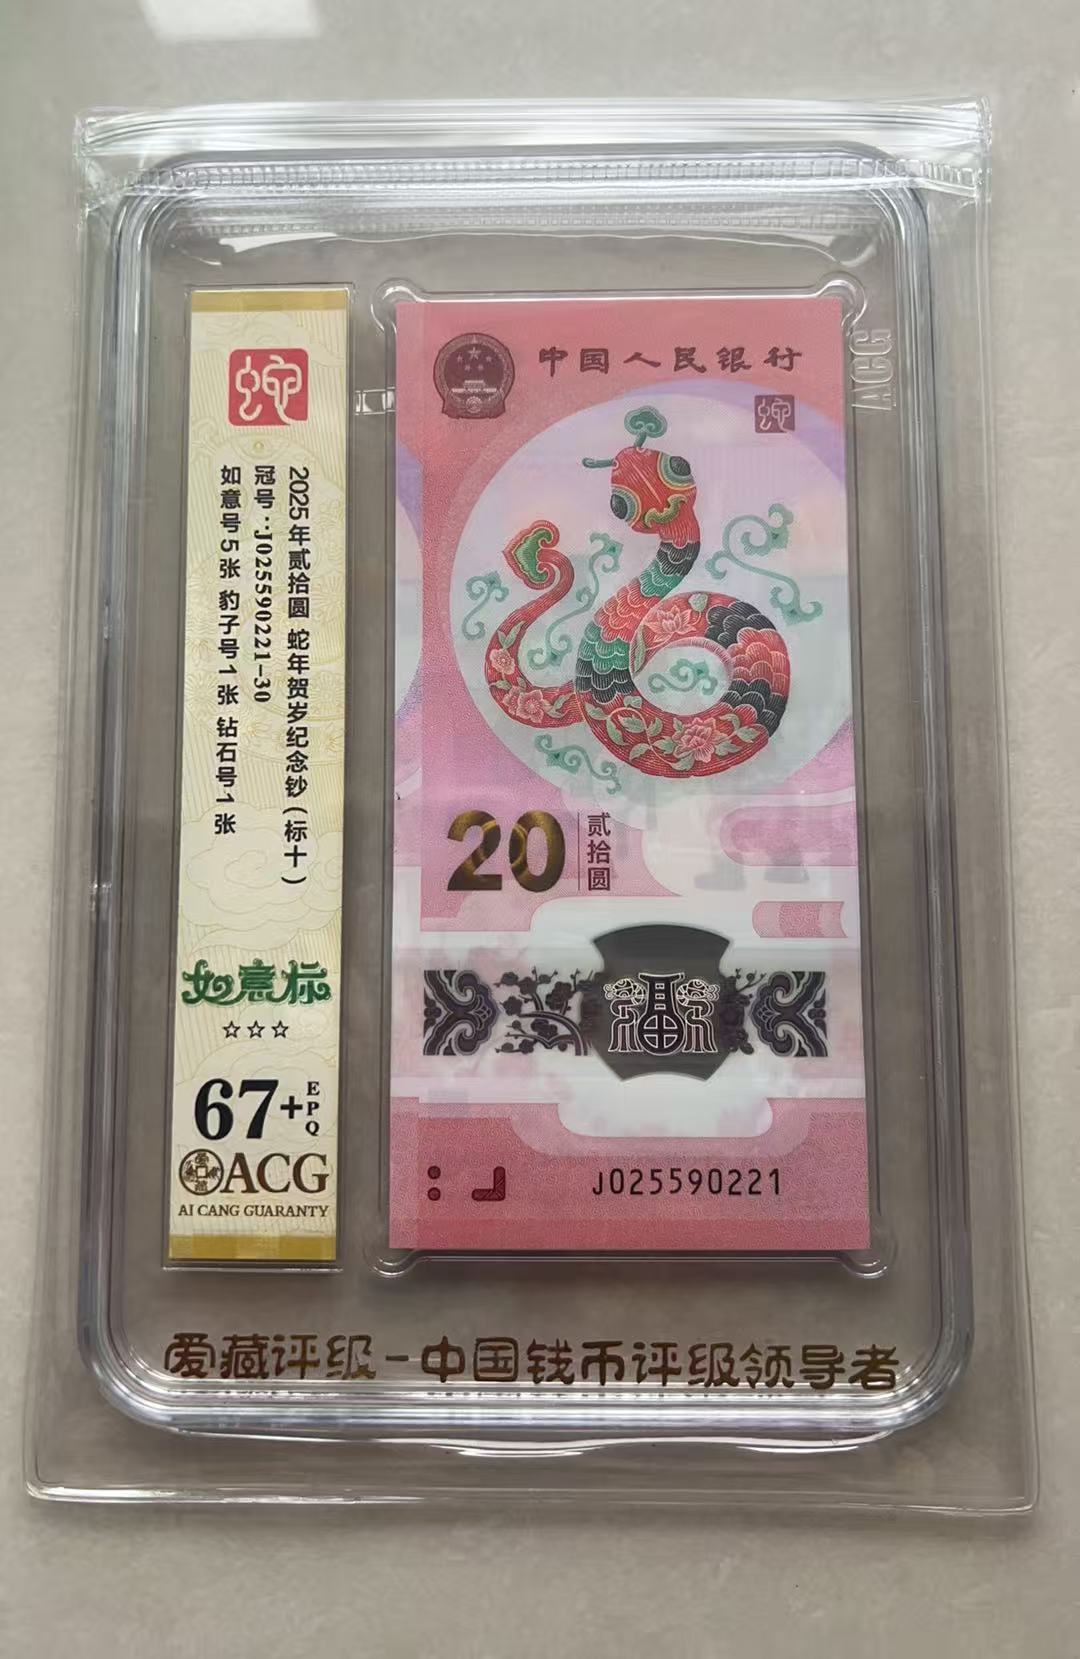 蛇
2025年贰拾圆 蛇年贺岁纪念钞(标十)
冠号:J025590221-30
如意号5张 豹子号1张 钻石号1张
如意标
☆☆☆
67+EPQ
ACG
AI CANG GUARANTY
中国人民银行
蛇
20 贰拾圆
福
J025590221
ACG
爱藏评级-中国钱币评级领导者